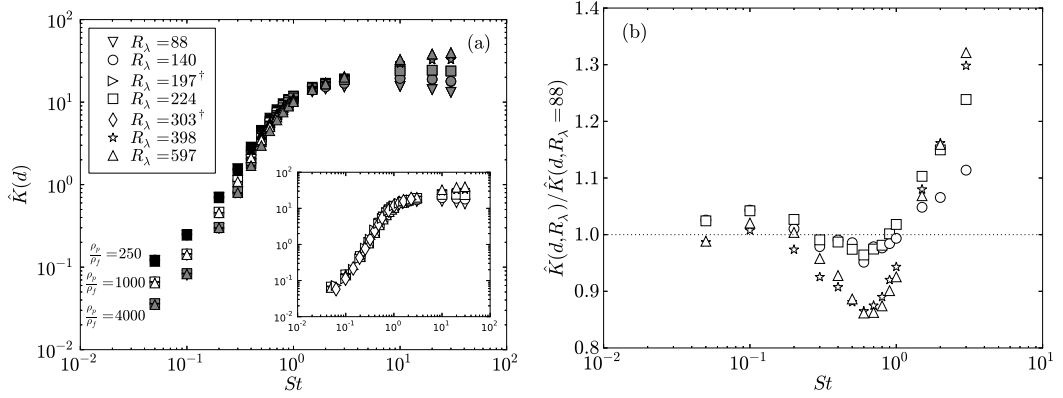 (a)
R_λ = 88
R_λ = 140
R_λ = 197†
R_λ = 224
R_λ = 303†
R_λ = 398
R_λ = 597
K̂(d)
10^2
10^1
10^0
10^-1
10^-2
ρ_p/ρ_f = 250
ρ_p/ρ_f = 1000
ρ_p/ρ_f = 4000
10^2
10^1
10^0
10^-1
10^-2
10^-2 10^-1 10^0 10^1 10^2
10^-2 10^-1 10^0 10^1 10^2
St
(b)
K̂(d,R_λ)/K̂(d,R_λ = 88)
1.4
1.3
1.2
1.1
1.0
0.9
0.8
10^-2 10^-1 10^0 10^1
St